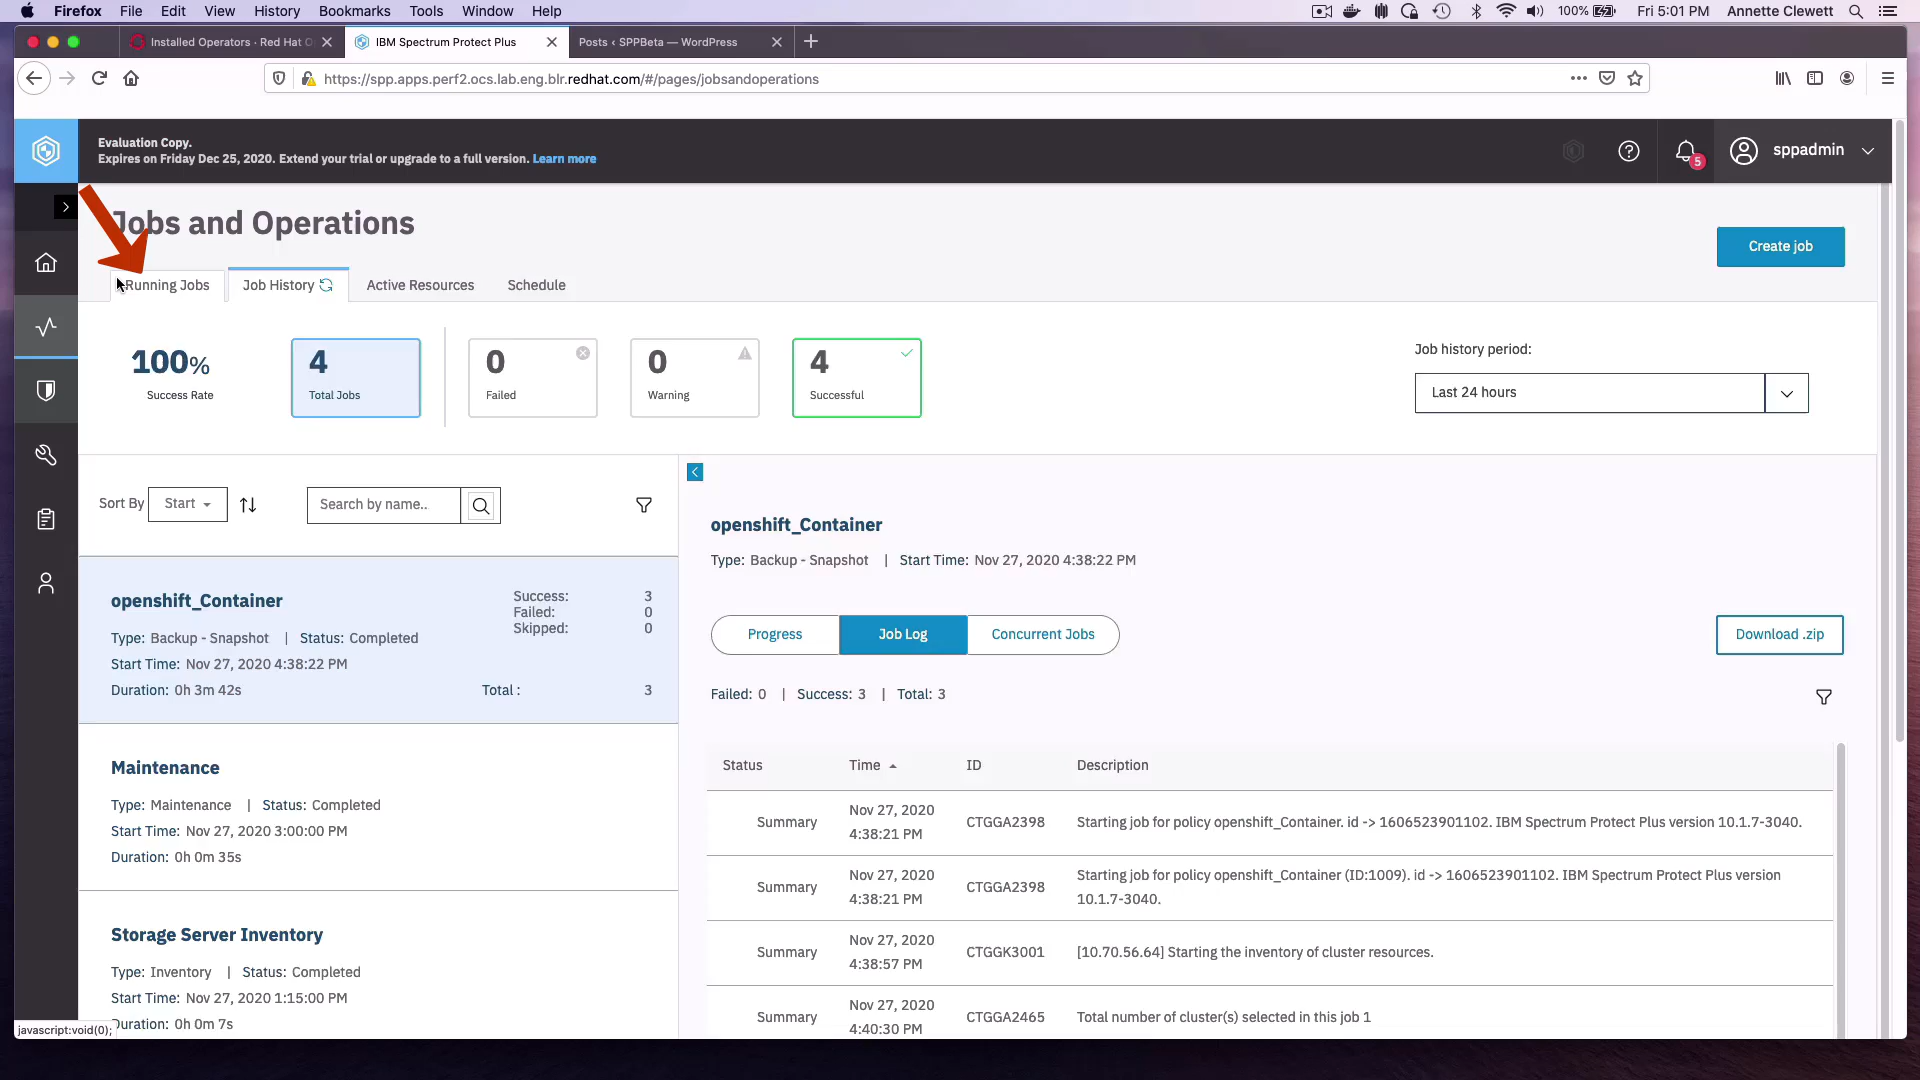 Firefox File Edit View History Bookmarks Tools Window Help 100% Fri 5:01 PM Annette Clewett
Installed Operators · Red Hat O
IBM Spectrum Protect Plus
Posts ‹ SPPBeta — WordPress
https://spp.apps.perf2.ocs.lab.eng.blr.redhat.com/#/pages/jobsandoperations
Evaluation Copy.
Expires on Friday Dec 25, 2020. Extend your trial or upgrade to a full version. Learn more
5
sppadmin
Jobs and Operations
Create job
Running Jobs
Job History
Active Resources
Schedule
100%
Success Rate
4
Total Jobs
0
Failed
0
Warning
4
Successful
Job history period:
Last 24 hours
Sort By
Start
Search by name..
openshift_Container
Success: 3
Failed: 0
Skipped: 0
Type: Backup - Snapshot | Status: Completed
Start Time: Nov 27, 2020 4:38:22 PM
Duration: 0h 3m 42s
Total : 3
Maintenance
Type: Maintenance | Status: Completed
Start Time: Nov 27, 2020 3:00:00 PM
Duration: 0h 0m 35s
Storage Server Inventory
Type: Inventory | Status: Completed
Start Time: Nov 27, 2020 1:15:00 PM
Duration: 0h 0m 7s
javascript:void(0);
openshift_Container
Type: Backup - Snapshot | Start Time: Nov 27, 2020 4:38:22 PM
Progress
Job Log
Concurrent Jobs
Download .zip
Failed: 0 | Success: 3 | Total: 3
Status Time ID Description
Summary Nov 27, 2020 4:38:21 PM CTGGA2398 Starting job for policy openshift_Container. id -> 1606523901102. IBM Spectrum Protect Plus version 10.1.7-3040.
Summary Nov 27, 2020 4:38:21 PM CTGGA2398 Starting job for policy openshift_Container (ID:1009). id -> 1606523901102. IBM Spectrum Protect Plus version
10.1.7-3040.
Summary Nov 27, 2020 4:38:57 PM CTGGK3001 [10.70.56.64] Starting the inventory of cluster resources.
Summary Nov 27, 2020 4:40:30 PM CTGGA2465 Total number of cluster(s) selected in this job 1